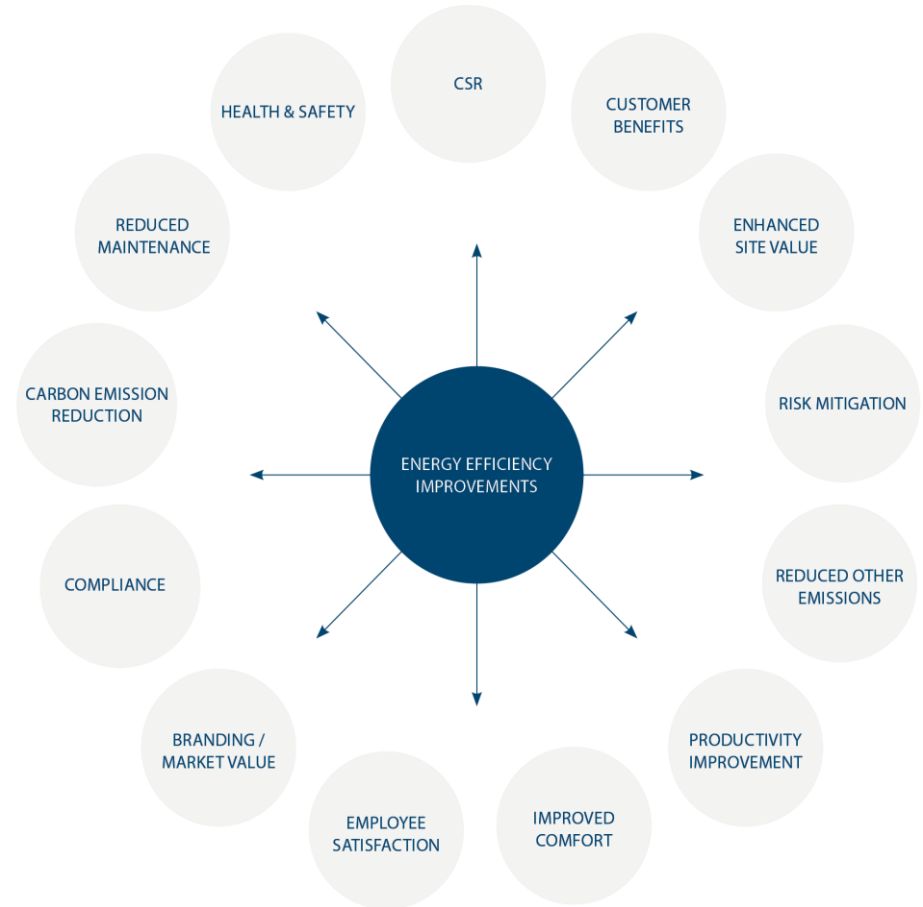 CSR
CUSTOMER
BENEFITS
ENHANCED
SITE VALUE
RISK MITIGATION
REDUCED OTHER
EMISSIONS
PRODUCTIVITY
IMPROVEMENT
IMPROVED
COMFORT
EMPLOYEE
SATISFACTION
BRANDING /
MARKET VALUE
COMPLIANCE
CARBON EMISSION
REDUCTION
REDUCED
MAINTENANCE
HEALTH & SAFETY
ENERGY EFFICIENCY
IMPROVEMENTS